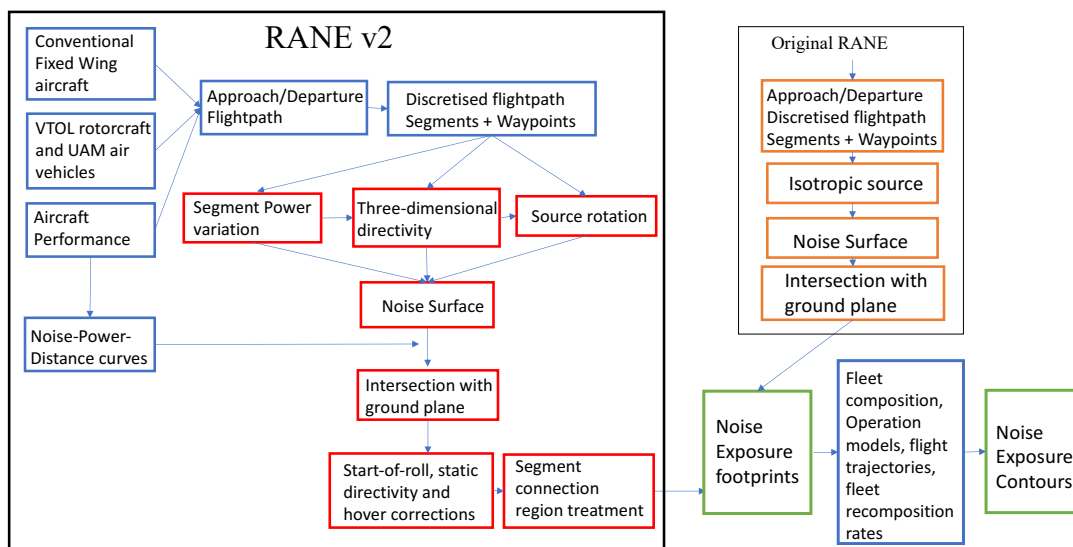 RANE v2
Conventional
Fixed Wing
aircraft
VTOL rotorcraft
and UAM air
vehicles
Aircraft
Performance
Noise-Power-
Distance curves
Approach/Departure
Flightpath
Discretised flightpath
Segments + Waypoints
Segment Power
variation
Three-dimensional
directivity
Source rotation
Noise Surface
Intersection with
ground plane
Start-of-roll, static
directivity and
hover corrections
Segment
connection
region treatment
Original RANE
Approach/Departure
Discretised flightpath
Segments + Waypoints
Isotropic source
Noise Surface
Intersection with
ground plane
Noise
Exposure
footprints
Fleet
composition,
Operation
models, flight
trajectories,
fleet
recomposition
rates
Noise
Exposure
Contours